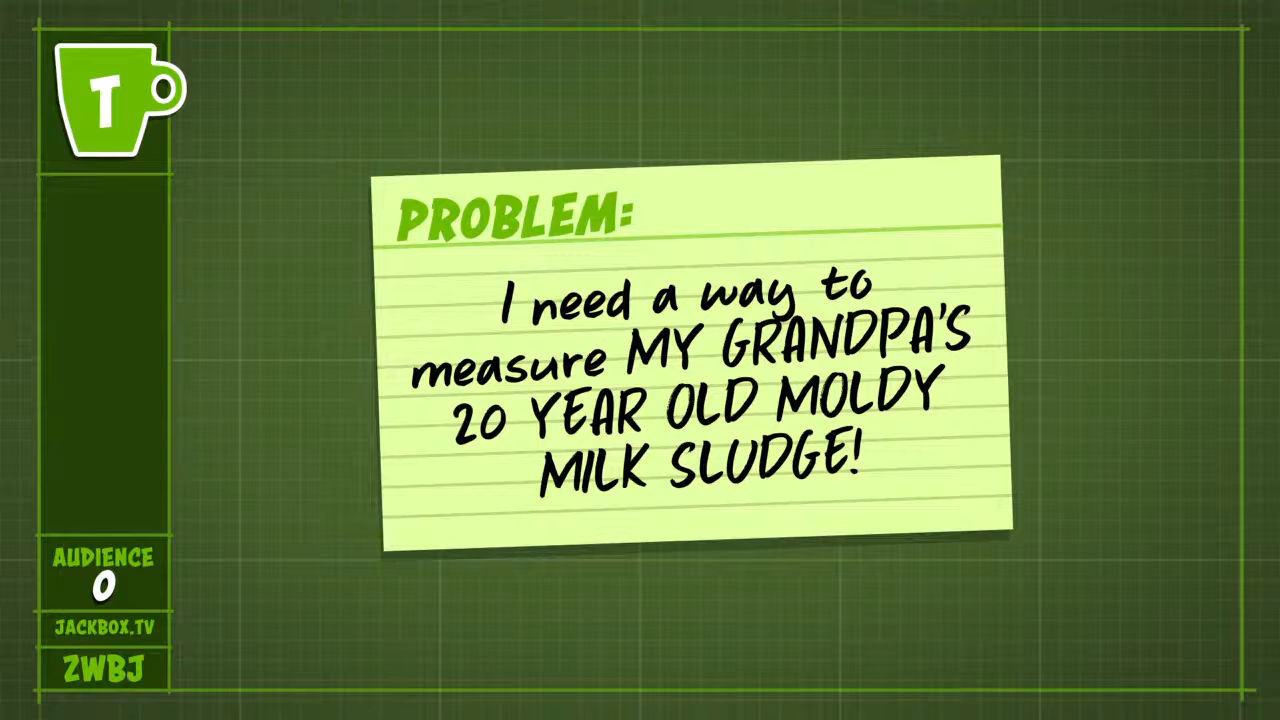 T
PROBLEM:
I need a way to
measure MY GRANDPA'S
20 YEAR OLD MOLDY
MILK SLUDGE!
AUDIENCE
0
JACKBOX.TV
ZWBJ